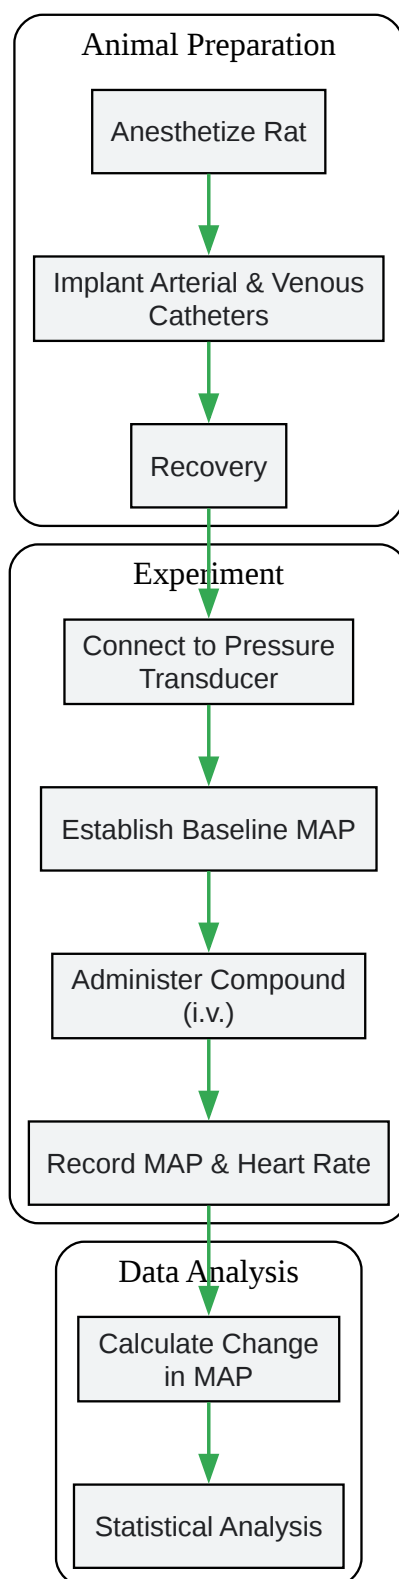 Animal Preparation
Anesthetize Rat
Implant Arterial & Venous
Catheters
Recovery
Experiment
Connect to Pressure
Transducer
Establish Baseline MAP
Administer Compound
(i.v.)
Record MAP & Heart Rate
Data Analysis
Calculate Change
in MAP
Statistical Analysis